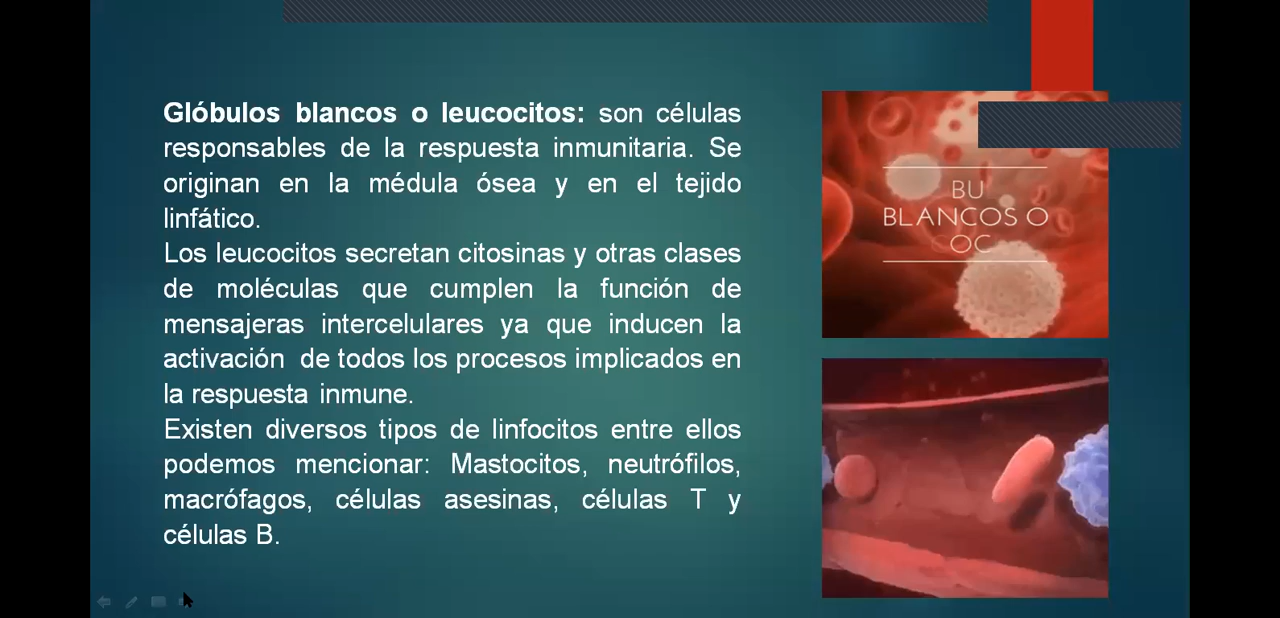 Glóbulos blancos o leucocitos: son células
responsables de la respuesta inmunitaria. Se
originan en la médula ósea y en el tejido
linfático.
Los leucocitos secretan citosinas y otras clases
de moléculas que cumplen la función de
mensajeras intercelulares ya que inducen la
activación de todos los procesos implicados en
la respuesta inmune.
Existen diversos tipos de linfocitos entre ellos
podemos mencionar: Mastocitos, neutrófilos,
macrófagos, células asesinas, células T y
células B.
BU
BLANCOS O
OC